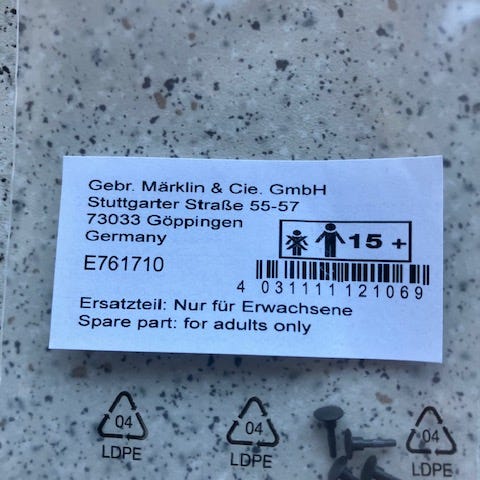 Gebr. Märklin & Cie. GmbH
Stuttgarter Straße 55-57
73033 Göppingen
Germany
15 +
E761710
4 031111 121069
Ersatzteil: Nur für Erwachsene
Spare part: for adults only
04
LDPE
04
LDPE
04
LDPE